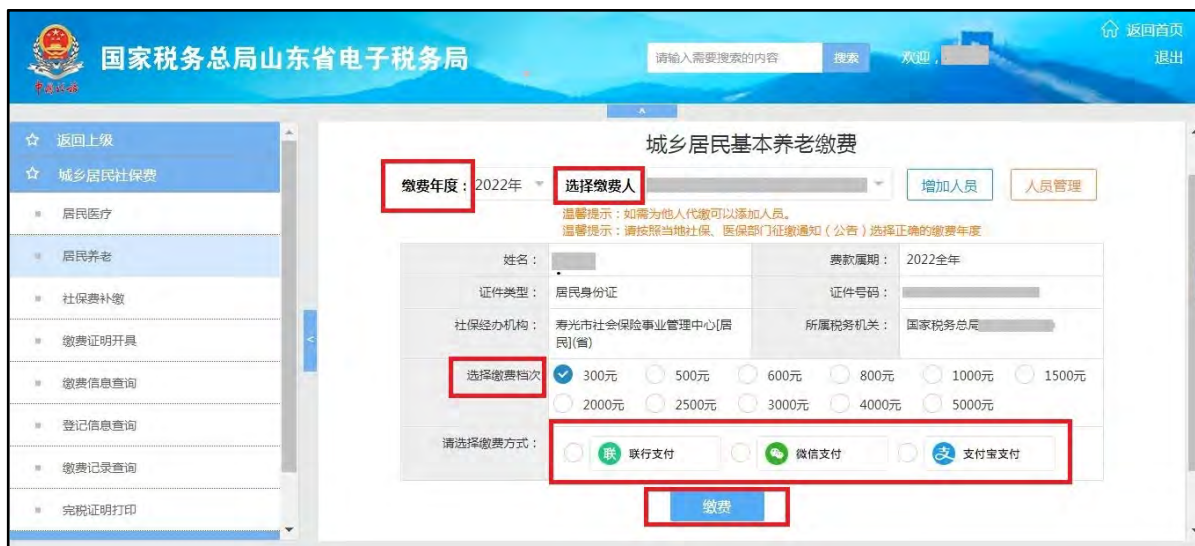 返回首页
国家税务总局山东省电子税务局
请输入需要搜索的内容 搜索 欢迎，
退出
中国税务
返回上级
城乡居民社保费
居民医疗
居民养老
社保费补缴
缴费证明开具
缴费信息查询
登记信息查询
缴费记录查询
完税证明打印
城乡居民基本养老缴费
缴费年度： 2022年 选择缴费人 增加人员 人员管理
温馨提示：如需为他人代缴可以添加人员。
温馨提示：请按照当地社保、医保部门征缴通知（公告）选择正确的缴费年度
姓名： 费款属期： 2022全年
证件类型： 居民身份证 证件号码：
社保经办机构： 寿光市社会保险事业管理中心[居 所属税务机关： 国家税务总局
民](省)
选择缴费档次 300元 500元 600元 800元 1000元 1500元
2000元 2500元 3000元 4000元 5000元
请选择缴费方式： 联 联行支付 微信支付 支 支付宝支付
缴费